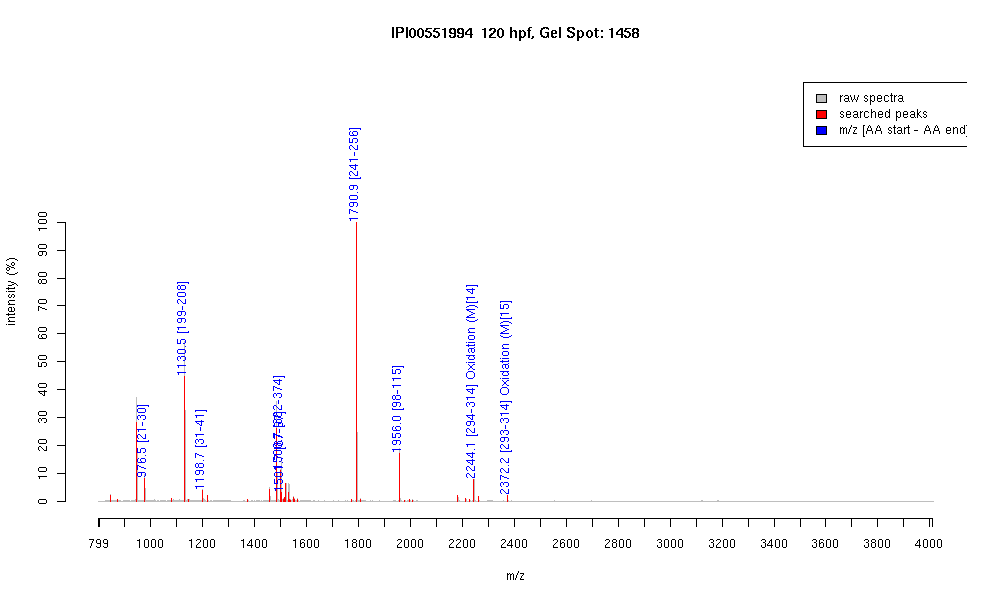 IPI00551994 120 hpf, Gel Spot: 1458
raw spectra
searched peaks
m/z [AA start - AA end]
1790.9 [241-256]
1130.5 [199-208]
976.5 [21-30]
1198.7 [31-41]
1956.0 [98-115]
2244.1 [294-314] Oxidation (M)[14]
2372.2 [293-314] Oxidation (M)[15]
intensity (%)
0 10 20 30 40 50 60 70 80 90 100
799 1000 1200 1400 1600 1800 2000 2200 2400 2600 2800 3000 3200 3400 3600 3800 4000
m/z